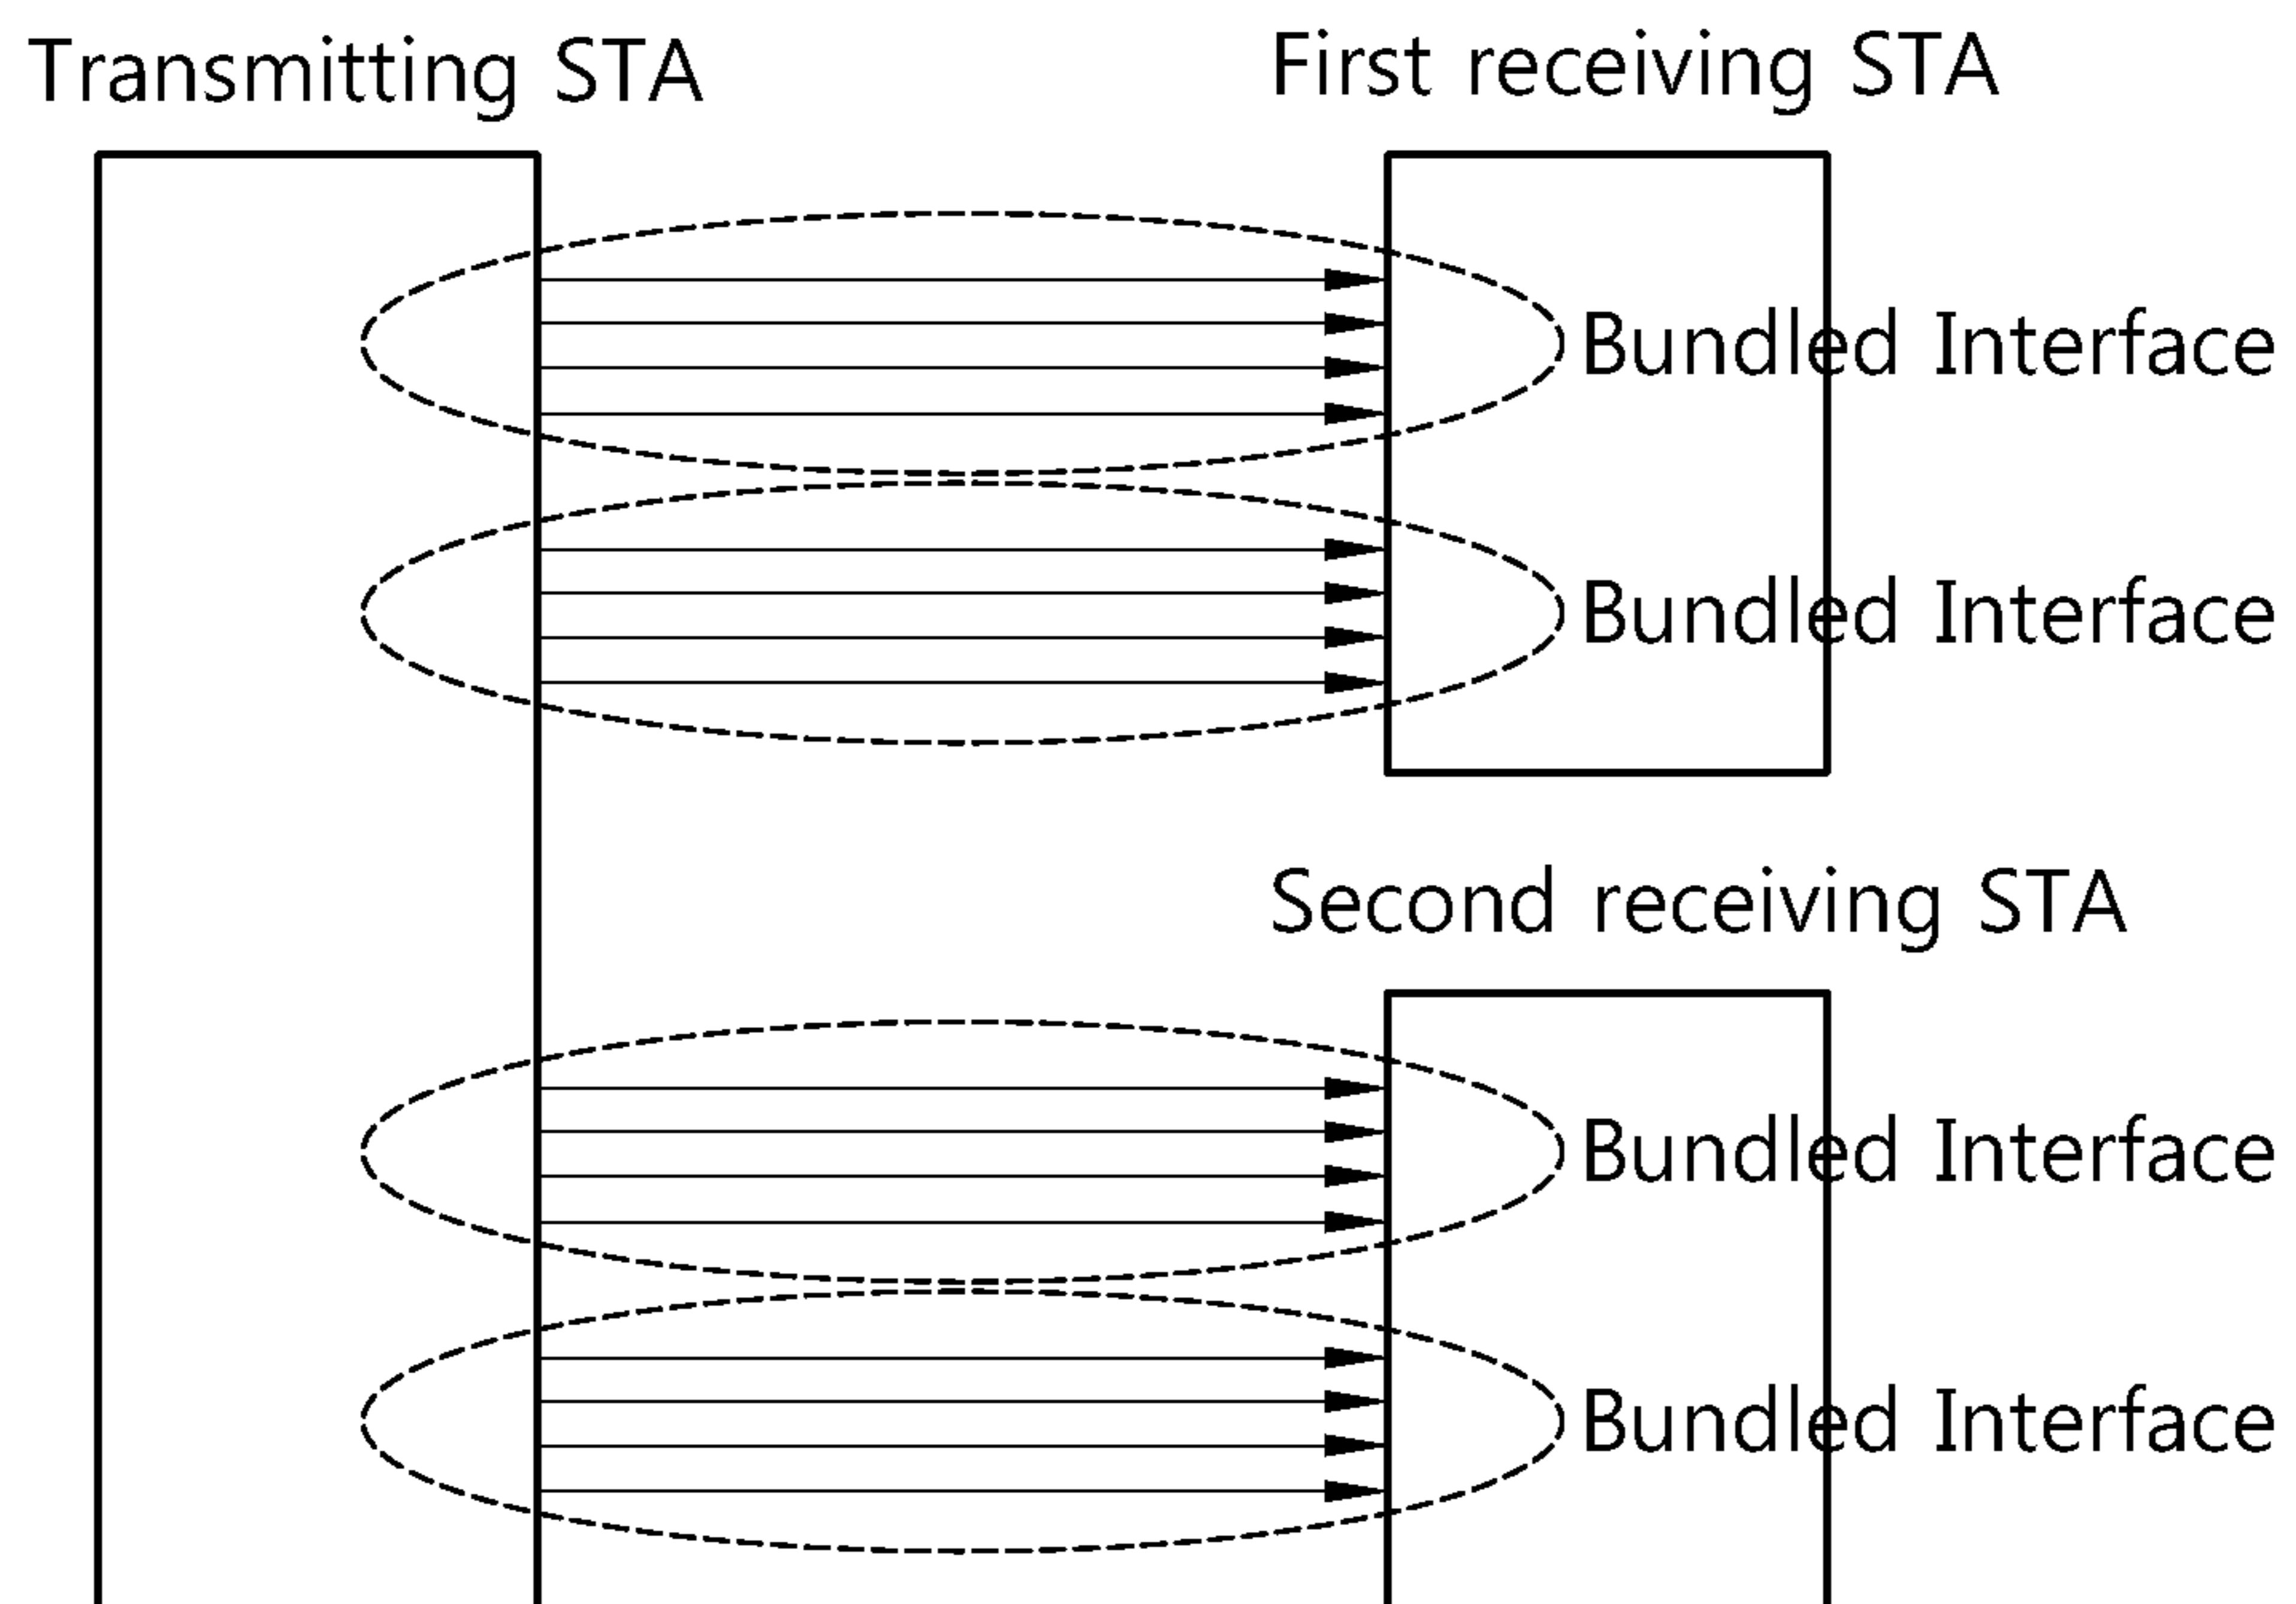 Transmitting STA
First receiving STA
Bundled Interface
Bundled Interface
Second receiving STA
Bundled Interface
Bundled Interface